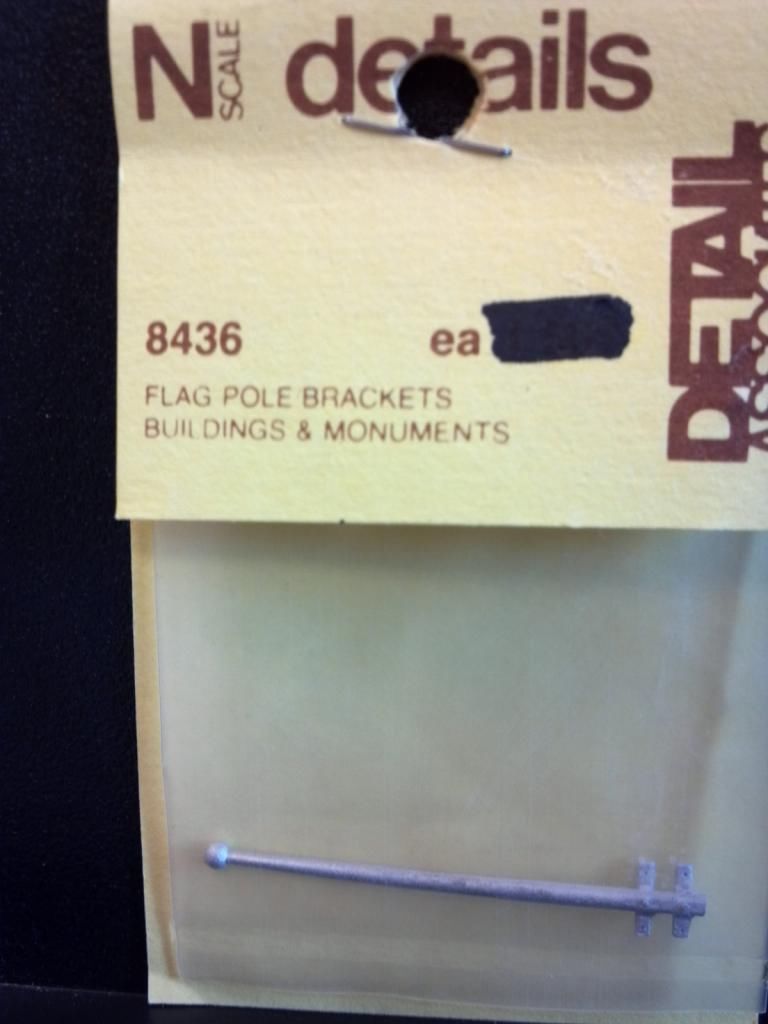 N SCALE details
8436 ea
FLAG POLE BRACKETS
BUILDINGS & MONUMENTS
DETAIL